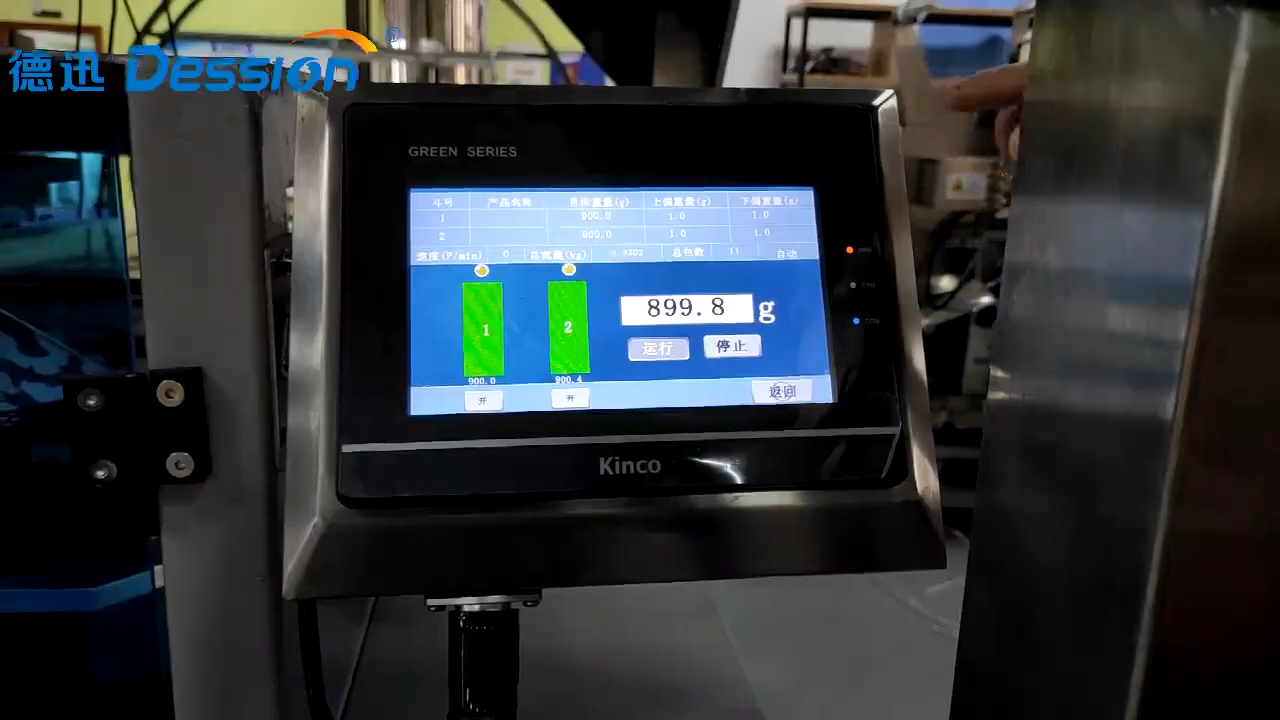 德迅 Dession ®
GREEN SERIES
斗号 产品名称 目标重量(g) 上偏重量(g) 下偏重量(g)
1 900.0 1.0 1.0
2 900.0 1.0 1.0
速度(P/min) 0 总重量(kg) 总包数 11 自动
1 2 899.8 g
运行 停止
900.0 900.4
开 开 返回
Kinco